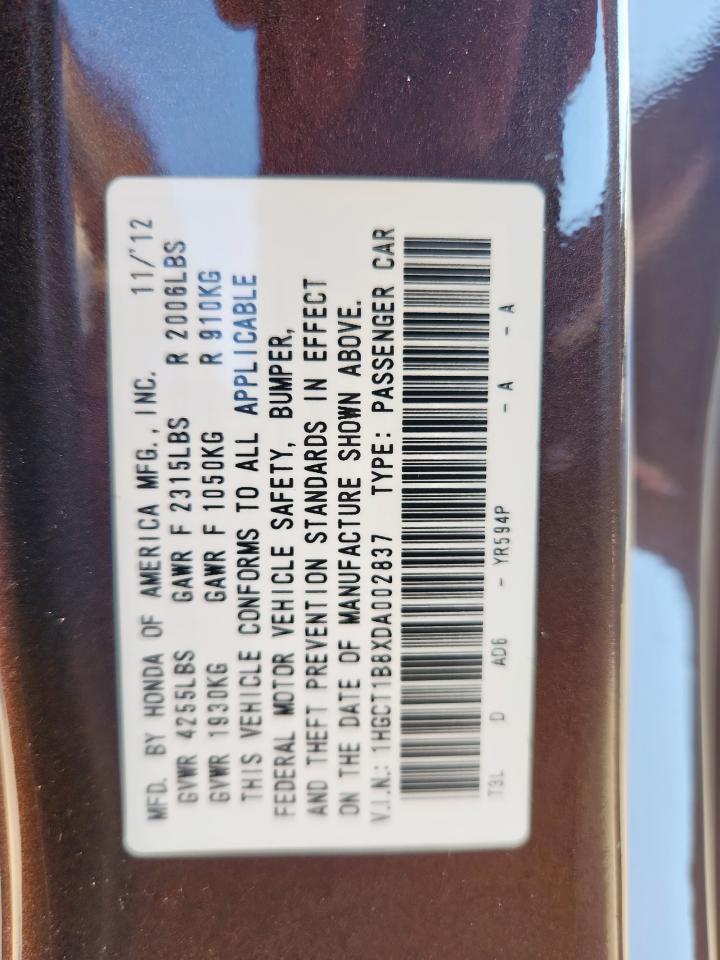 MFD. BY HONDA OF AMERICA MFG., INC. 11/'12
GVWR 4255LBS GAWR F 2315LBS R 2006LBS
GVWR 1930KG GAWR F 1050KG R 910KG
THIS VEHICLE CONFORMS TO ALL APPLICABLE
FEDERAL MOTOR VEHICLE SAFETY, BUMPER,
AND THEFT PREVENTION STANDARDS IN EFFECT
ON THE DATE OF MANUFACTURE SHOWN ABOVE.
V.I.N.: 1HGCT1B8XDA002837 TYPE: PASSENGER CAR
T3L D AD6 - YR594P - A - A